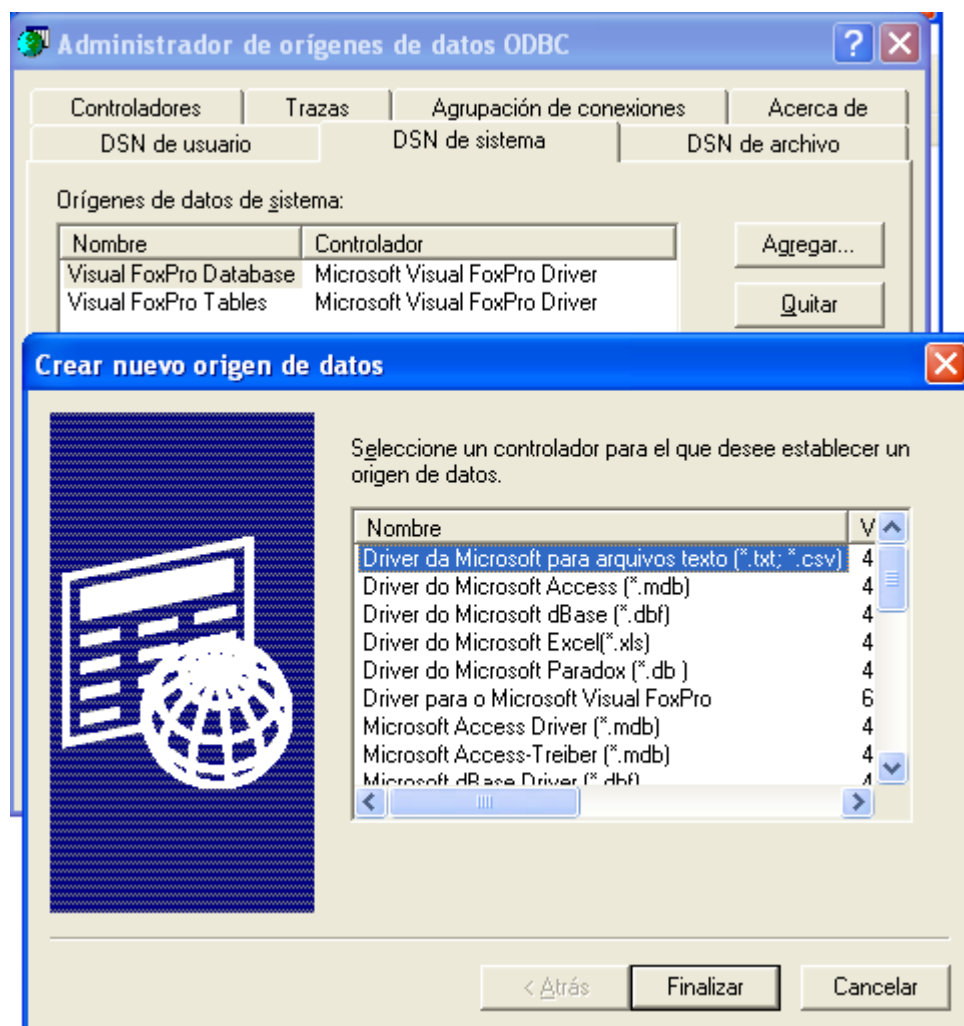 Administrador de orígenes de datos ODBC
Controladores Trazas Agrupación de conexiones Acerca de
DSN de usuario DSN de sistema DSN de archivo
Orígenes de datos de sistema:
Nombre Controlador Agregar...
Visual FoxPro Database Microsoft Visual FoxPro Driver
Visual FoxPro Tables Microsoft Visual FoxPro Driver Quitar
Crear nuevo origen de datos
Seleccione un controlador para el que desee establecer un
origen de datos.
Nombre V
Driver da Microsoft para arquivos texto (*.txt; *.csv) 4
Driver do Microsoft Access (*.mdb) 4
Driver do Microsoft dBase (*.dbf) 4
Driver do Microsoft Excel(*.xls) 4
Driver do Microsoft Paradox (*.db ) 4
Driver para o Microsoft Visual FoxPro 6
Microsoft Access Driver (*.mdb) 4
Microsoft Access-Treiber (*.mdb) 4
Microsoft dBase Driver (*.dbf) 4
< Atrás Finalizar Cancelar